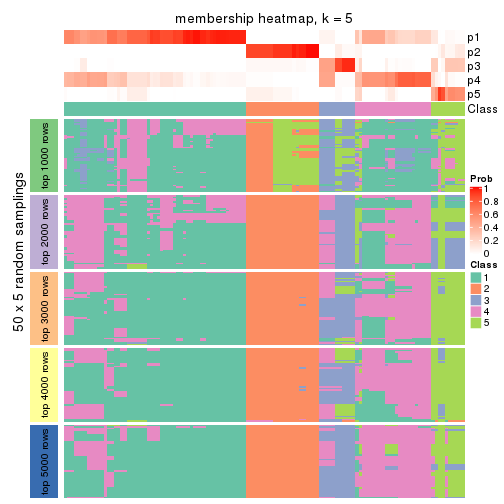 membership heatmap, k = 5
p1
p2
p3
p4
p5
Class
50 x 5 random samplings
top 1000 rows
top 2000 rows
top 3000 rows
top 4000 rows
top 5000 rows
Prob
1
0.8
0.6
0.4
0.2
0
Class
1
2
3
4
5